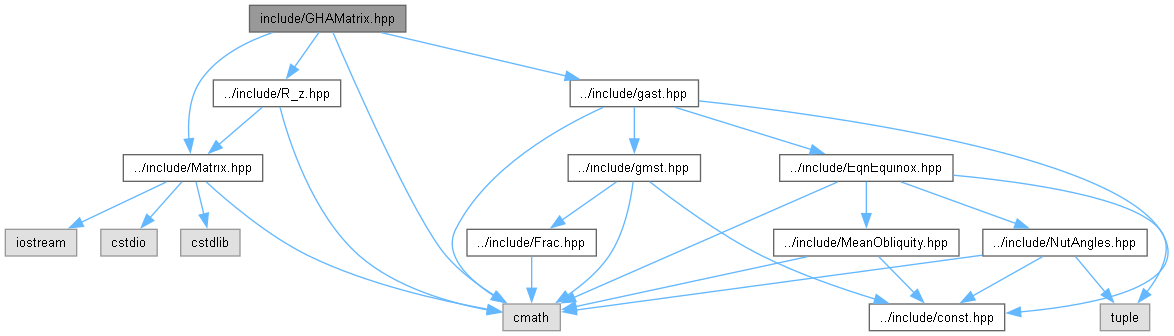 include/GHAMatrix.hpp
../include/R_z.hpp
../include/gast.hpp
../include/Matrix.hpp
../include/gmst.hpp
../include/EqnEquinox.hpp
iostream
cstdio
cstdlib
../include/Frac.hpp
../include/MeanObliquity.hpp
../include/NutAngles.hpp
cmath
../include/const.hpp
tuple